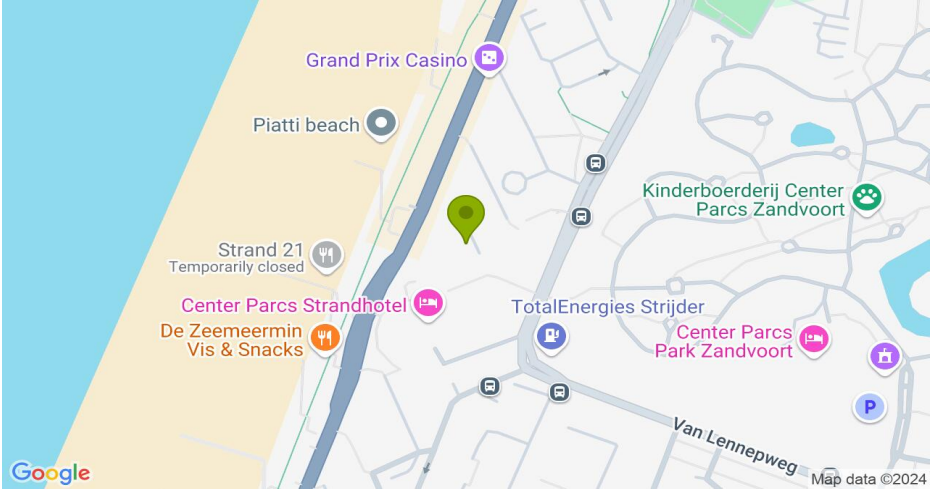 Grand Prix Casino
Piatti beach
Kinderboerderij Center
Parcs Zandvoort
Strand 21
Temporarily closed
Center Parcs Strandhotel
TotalEnergies Strijder
De Zeemeermin
Vis & Snacks
Center Parcs
Park Zandvoort
P
Van Lennepweg
Google
Map data ©2024